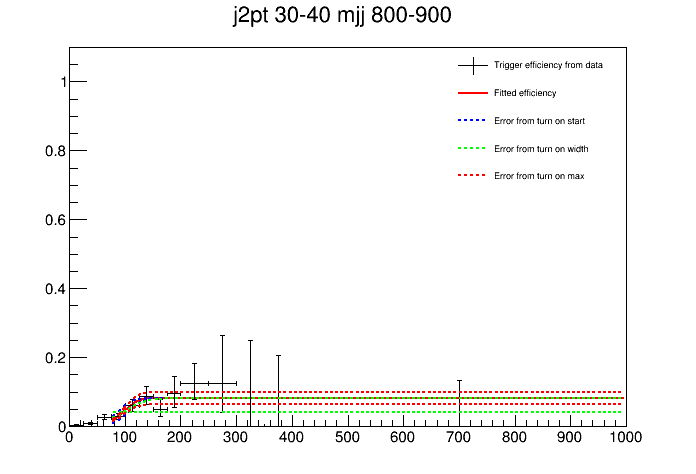 j2pt 30-40 mjj 800-900
Trigger efficiency from data
Fitted efficiency
Error from turn on start
Error from turn on width
Error from turn on max
1
0.8
0.6
0.4
0.2
0
0 100 200 300 400 500 600 700 800 900 1000